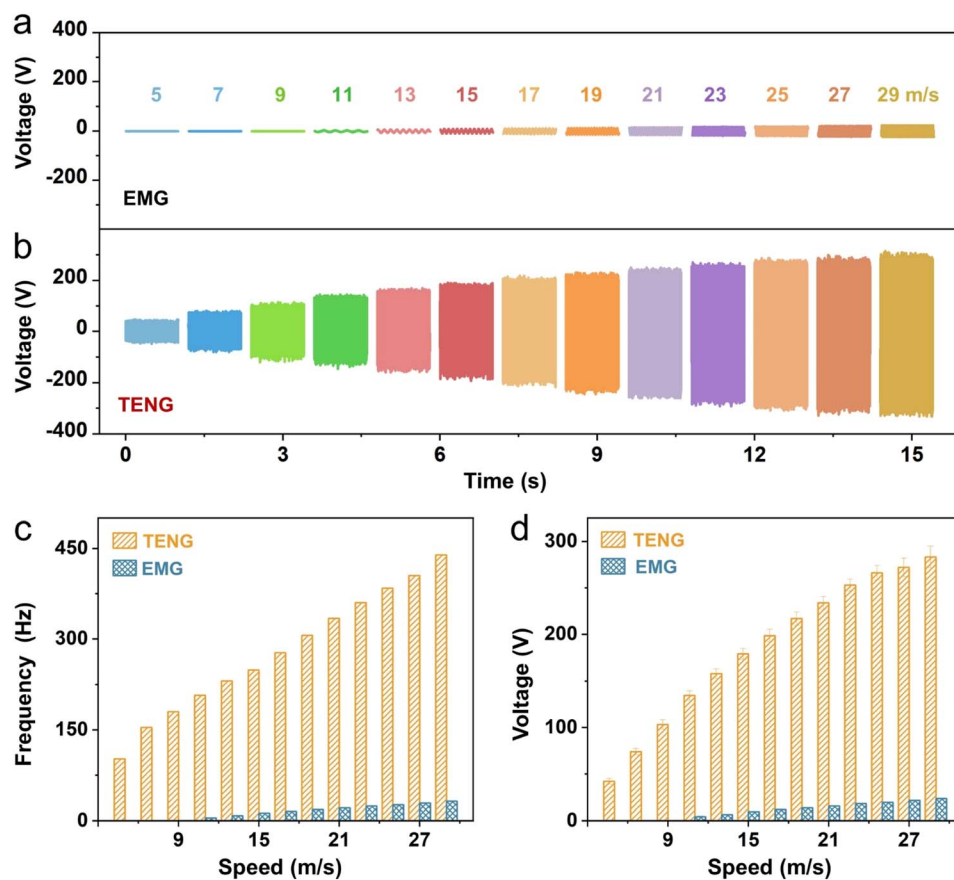 a
400
200
0
-200
Voltage (V)
5 7 9 11 13 15 17 19 21 23 25 27 29 m/s
EMG
b
200
0
-200
-400
Voltage (V)
TENG
0 3 6 9 12 15
Time (s)
c
450
300
150
0
Frequency (Hz)
TENG
EMG
9 15 21 27
Speed (m/s)
d
300
200
100
0
Voltage (V)
TENG
EMG
9 15 21 27
Speed (m/s)